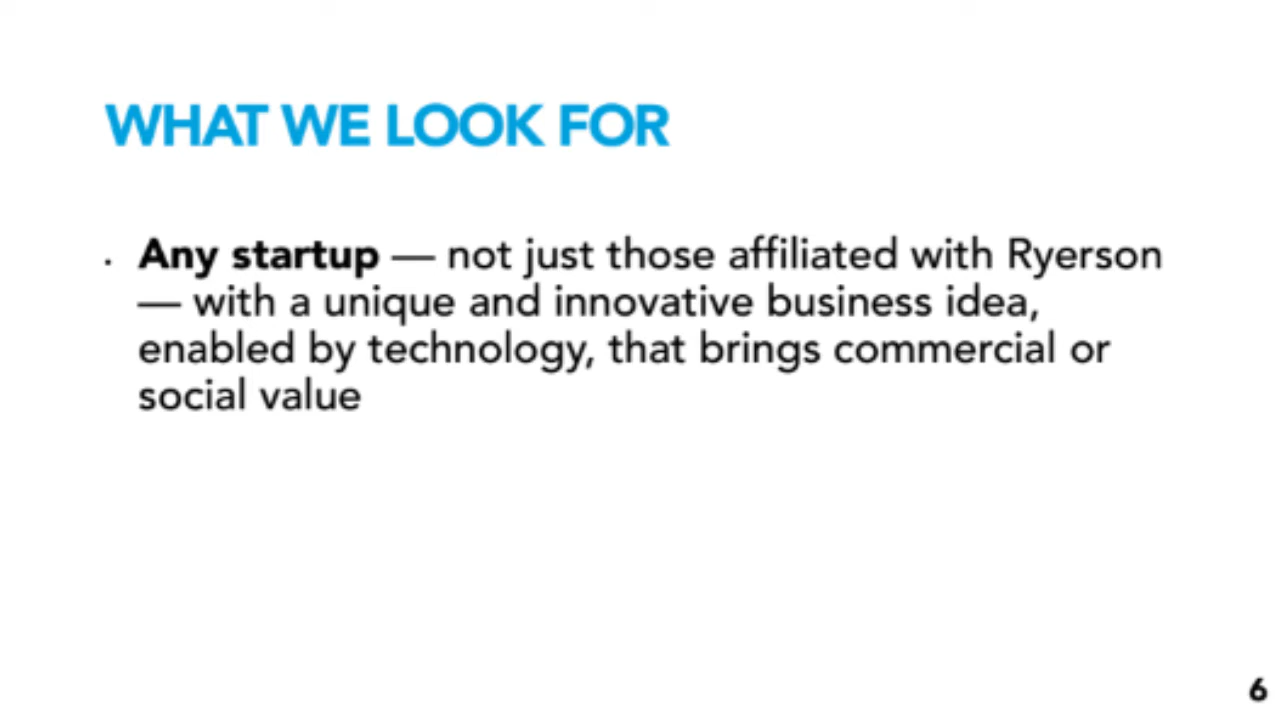 WHAT WE LOOK FOR
· Any startup — not just those affiliated with Ryerson
— with a unique and innovative business idea,
enabled by technology, that brings commercial or
social value
6